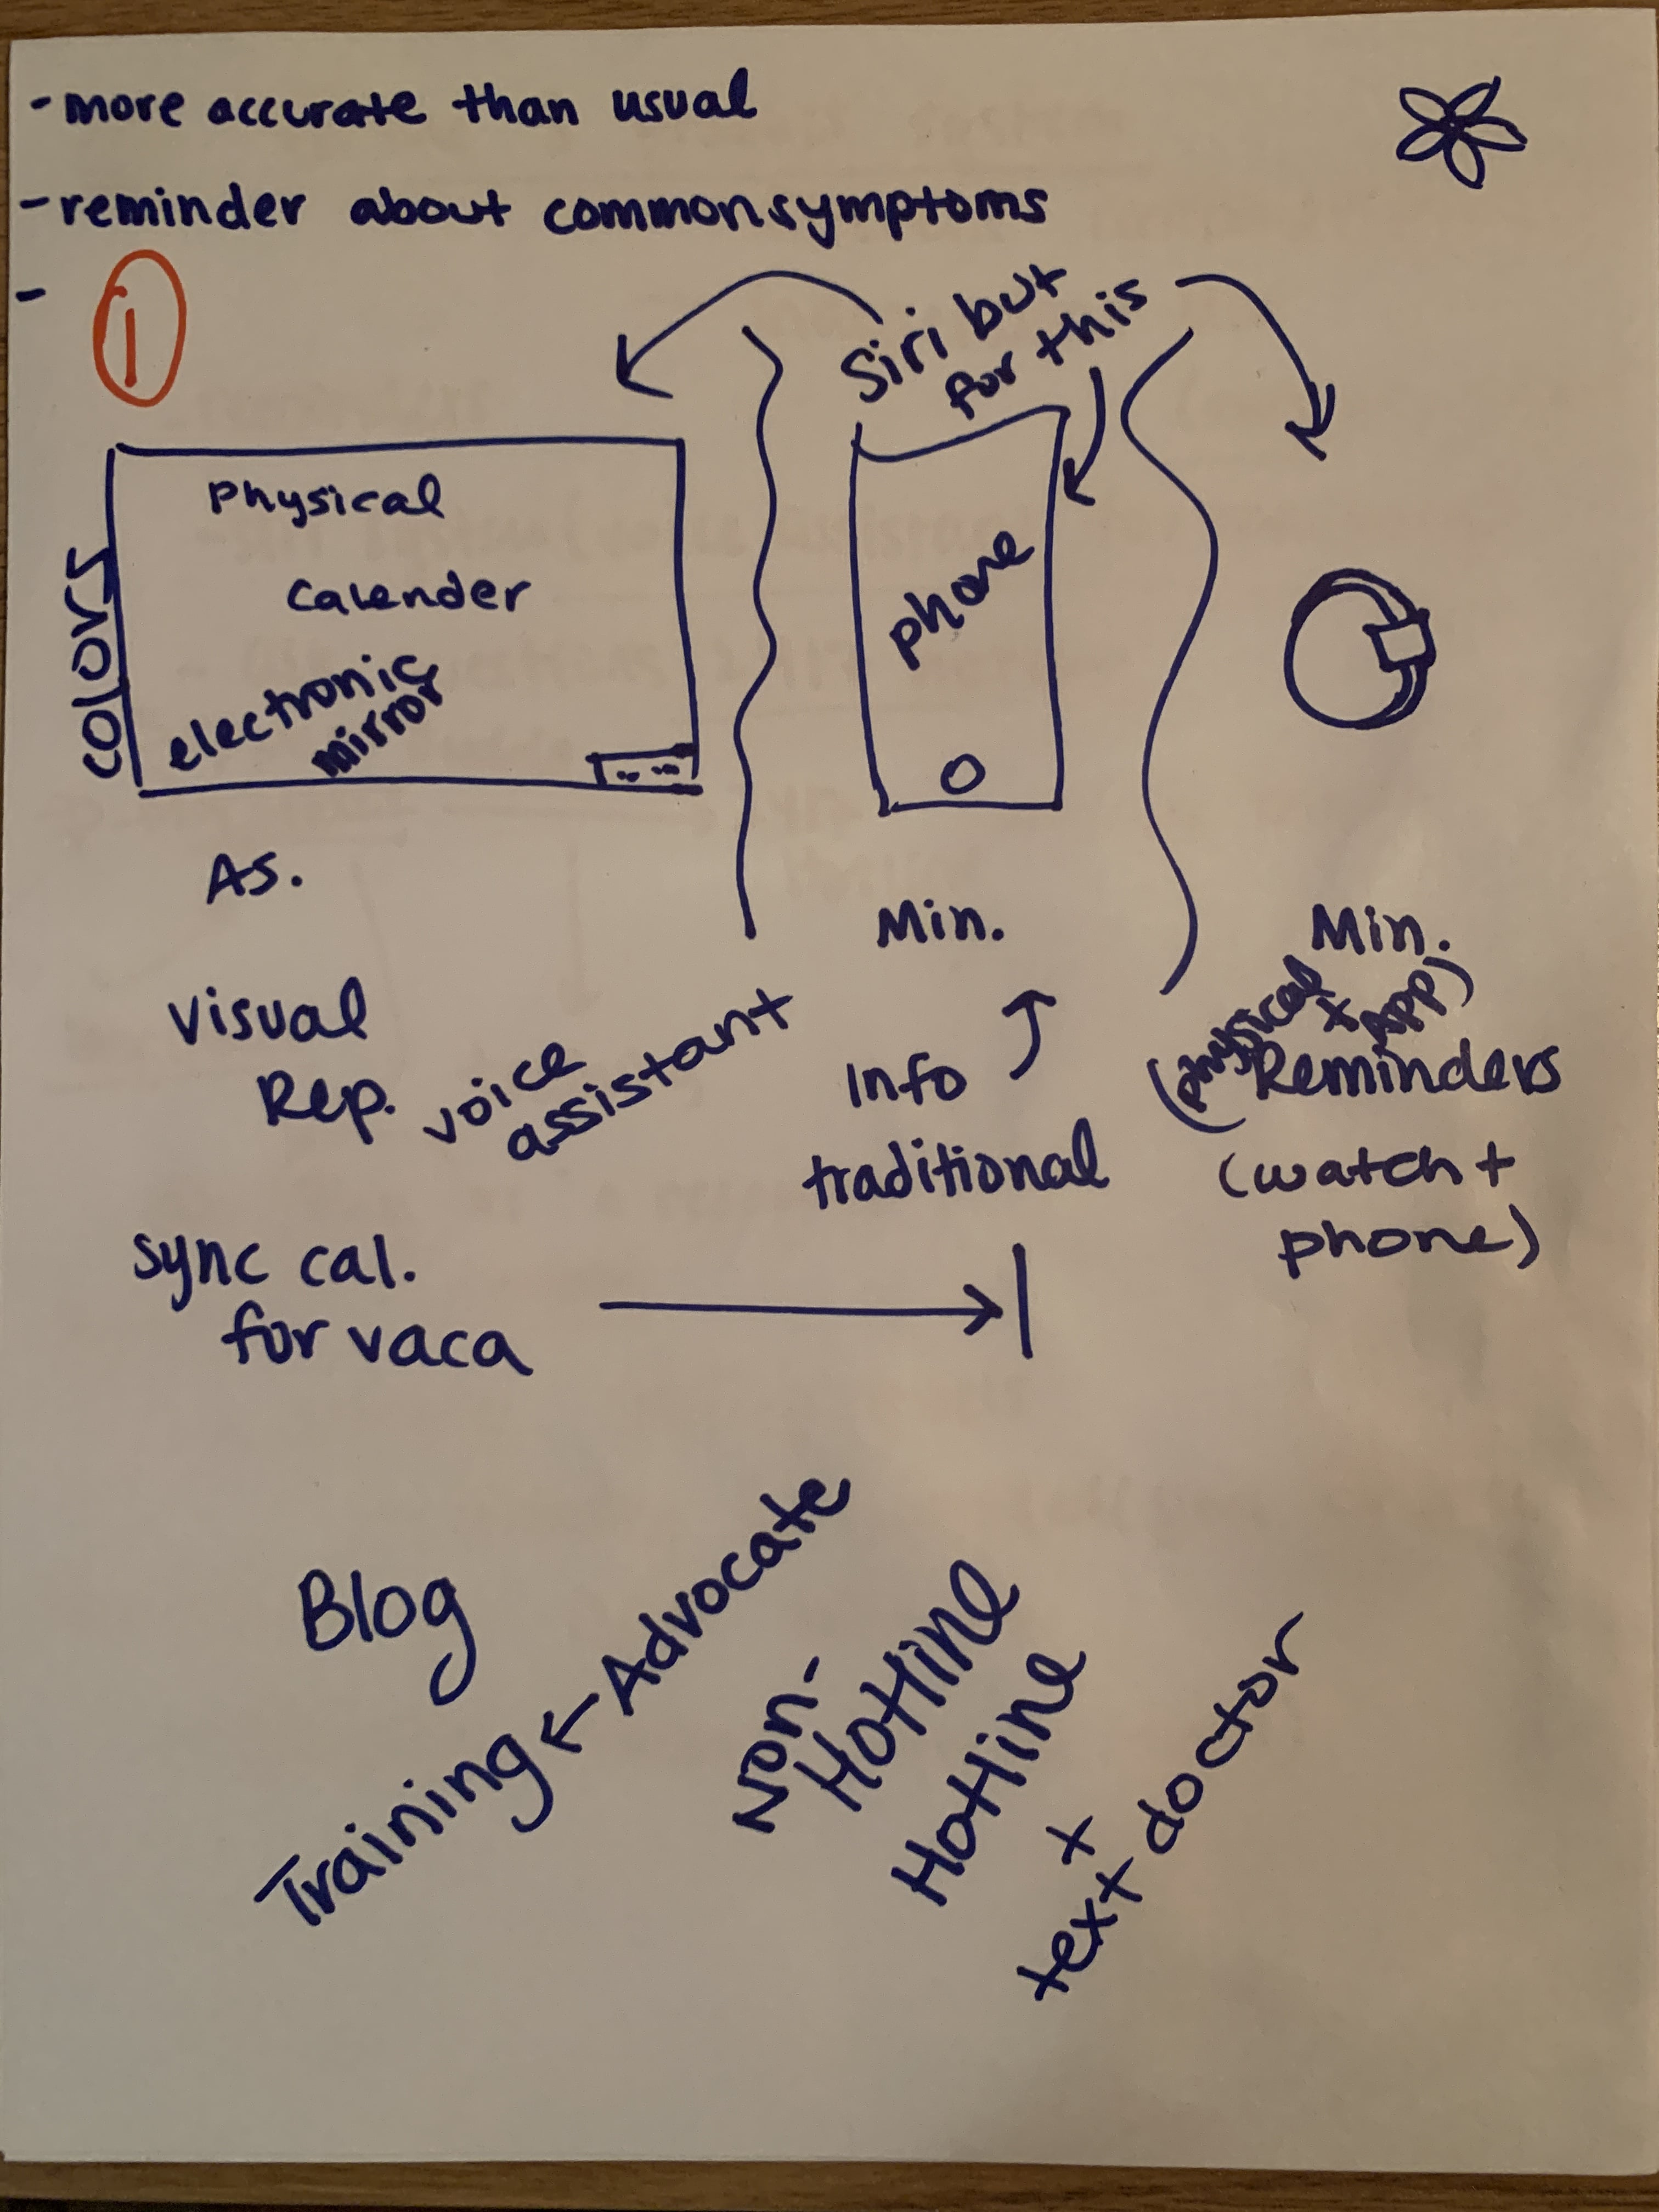 - more accurate than usual
- reminder about common symptoms
-
1
Siri but
for this
Physical
Calender
electronic
mirror
colors
phone
As.
Visual
Rep.
voice
assistant
sync cal.
for vaca
Min.
Info
traditional
Min.
(physical
+ app)
Reminders
(watch +
phone)
Blog
Training ← Advocate
Non-
Hotline
Hotline
+
text doctor